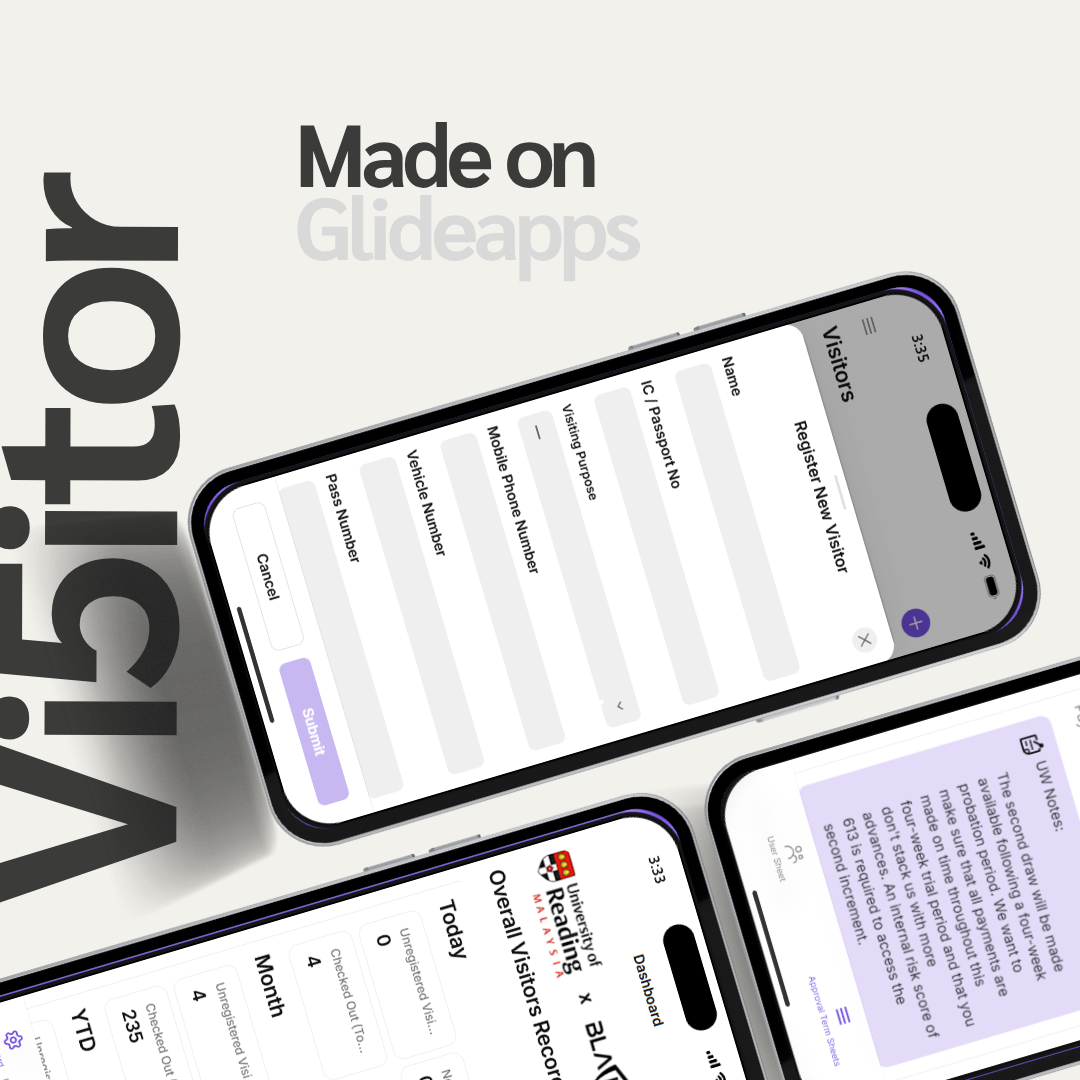 Made on
Glideapps
Vi5itor
3:35
Visitors
Register New Visitor
Name
IC / Passport No
Visiting Purpose
Mobile Phone Number
Vehicle Number
Pass Number
Cancel
Submit
3:33
Dashboard
University of
Reading
MALAYSIA
x
Overall Visitors Record
Today
Unregistered Visi...
0
Checked Out (To...
4
Month
Unregistered Visi
4
Checked Out
235
YTD
UW Notes:
The second draw will be made
available following a four-week
probation period. We want to
make sure that all payments are
made on time throughout this
four-week trial period and that you
don't stack us with more
advances. An internal risk score of
613 is required to access the
second increment.
User Sheet
Approval Term Sheets